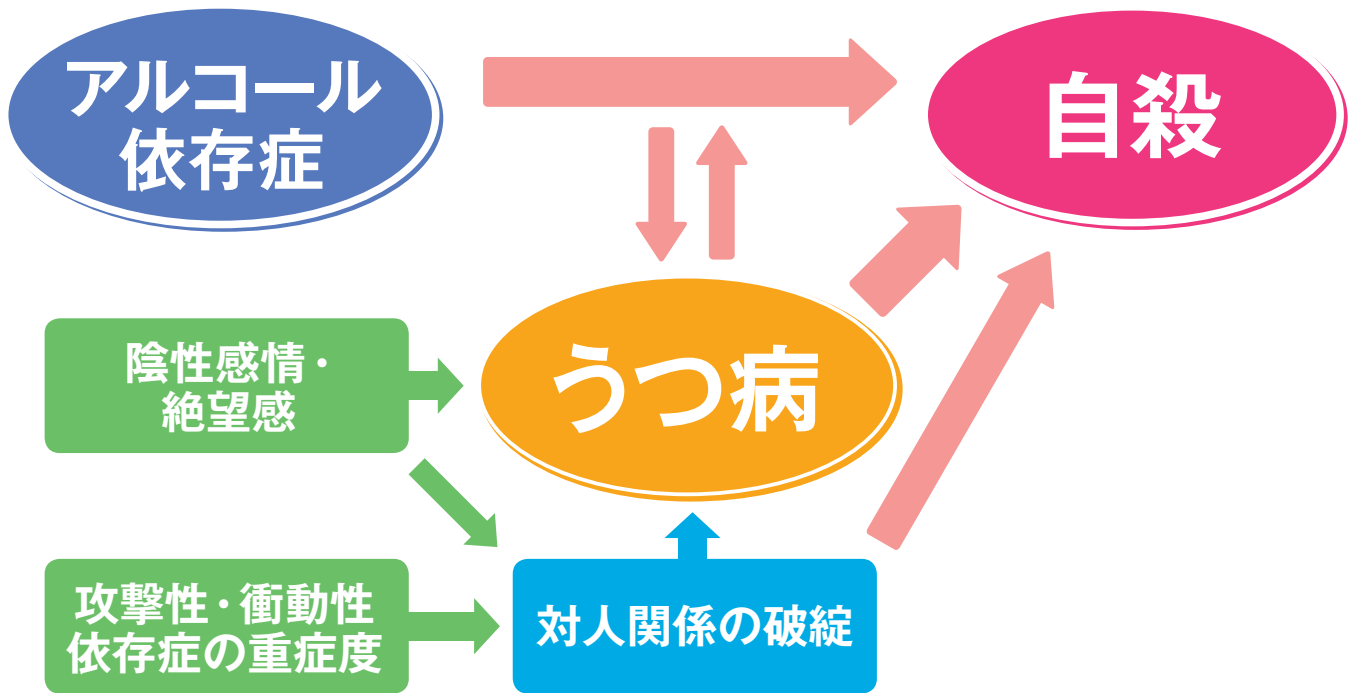 アルコール
依存症
自殺
うつ病
陰性感情・
絶望感
攻撃性・衝動性
依存症の重症度
対人関係の破綻